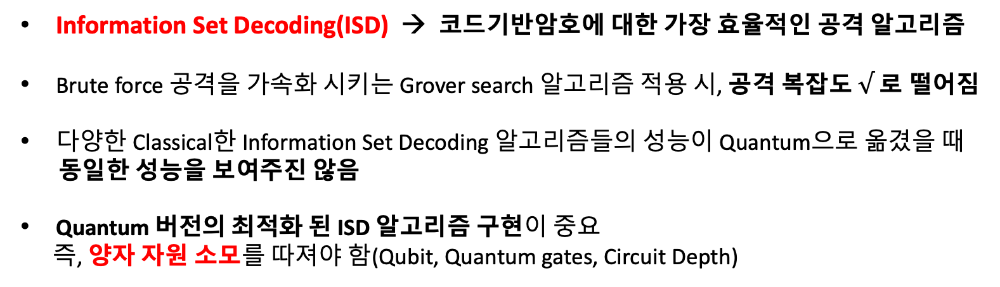 • Information Set Decoding(ISD) → 코드기반암호에 대한 가장 효율적인 공격 알고리즘
• Brute force 공격을 가속화 시키는 Grover search 알고리즘 적용 시, 공격 복잡도 √ 로 떨어짐
• 다양한 Classical한 Information Set Decoding 알고리즘들의 성능이 Quantum으로 옮겼을 때
동일한 성능을 보여주진 않음
• Quantum 버전의 최적화 된 ISD 알고리즘 구현이 중요
즉, 양자 자원 소모를 따져야 함(Qubit, Quantum gates, Circuit Depth)